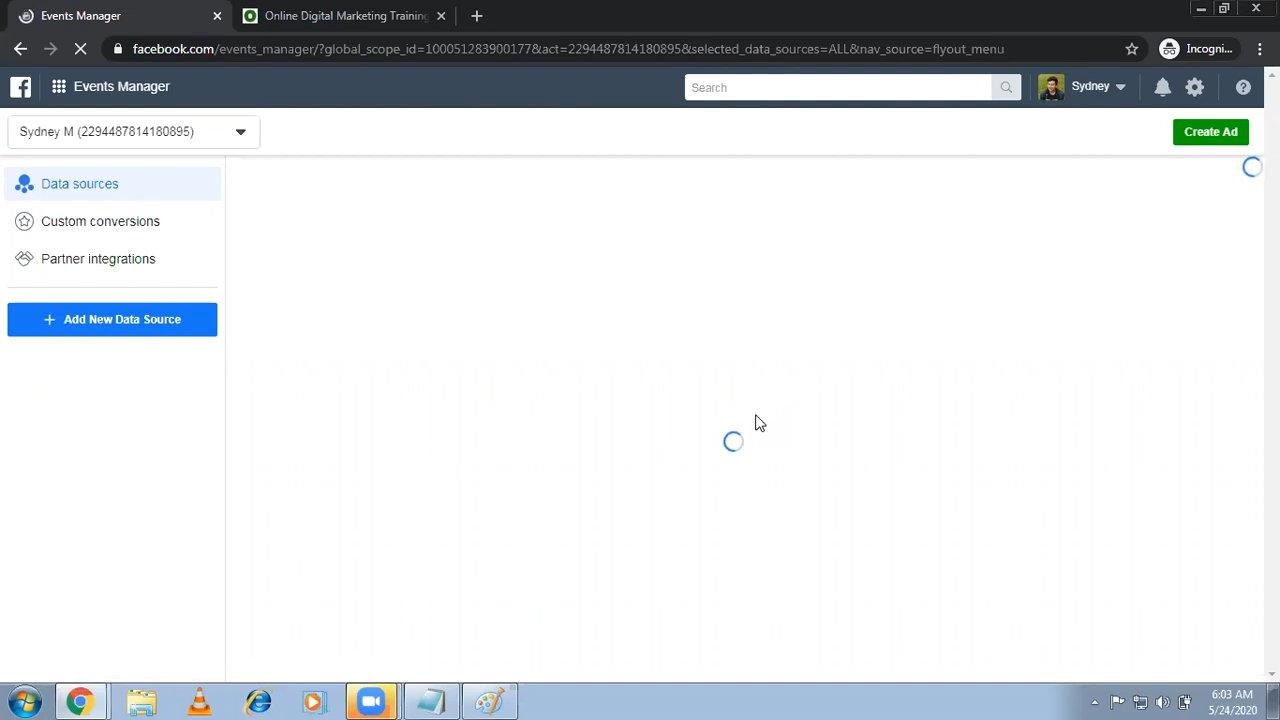 Events Manager
Online Digital Marketing Training
facebook.com/events_manager/?global_scope_id=100051283900177&act=2294487814180895&selected_data_sources=ALL&nav_source=flyout_menu
Incogni...
Events Manager
Search
Sydney
Sydney M (2294487814180895)
Create Ad
Data sources
Custom conversions
Partner integrations
+ Add New Data Source
6:03 AM
5/24/2020